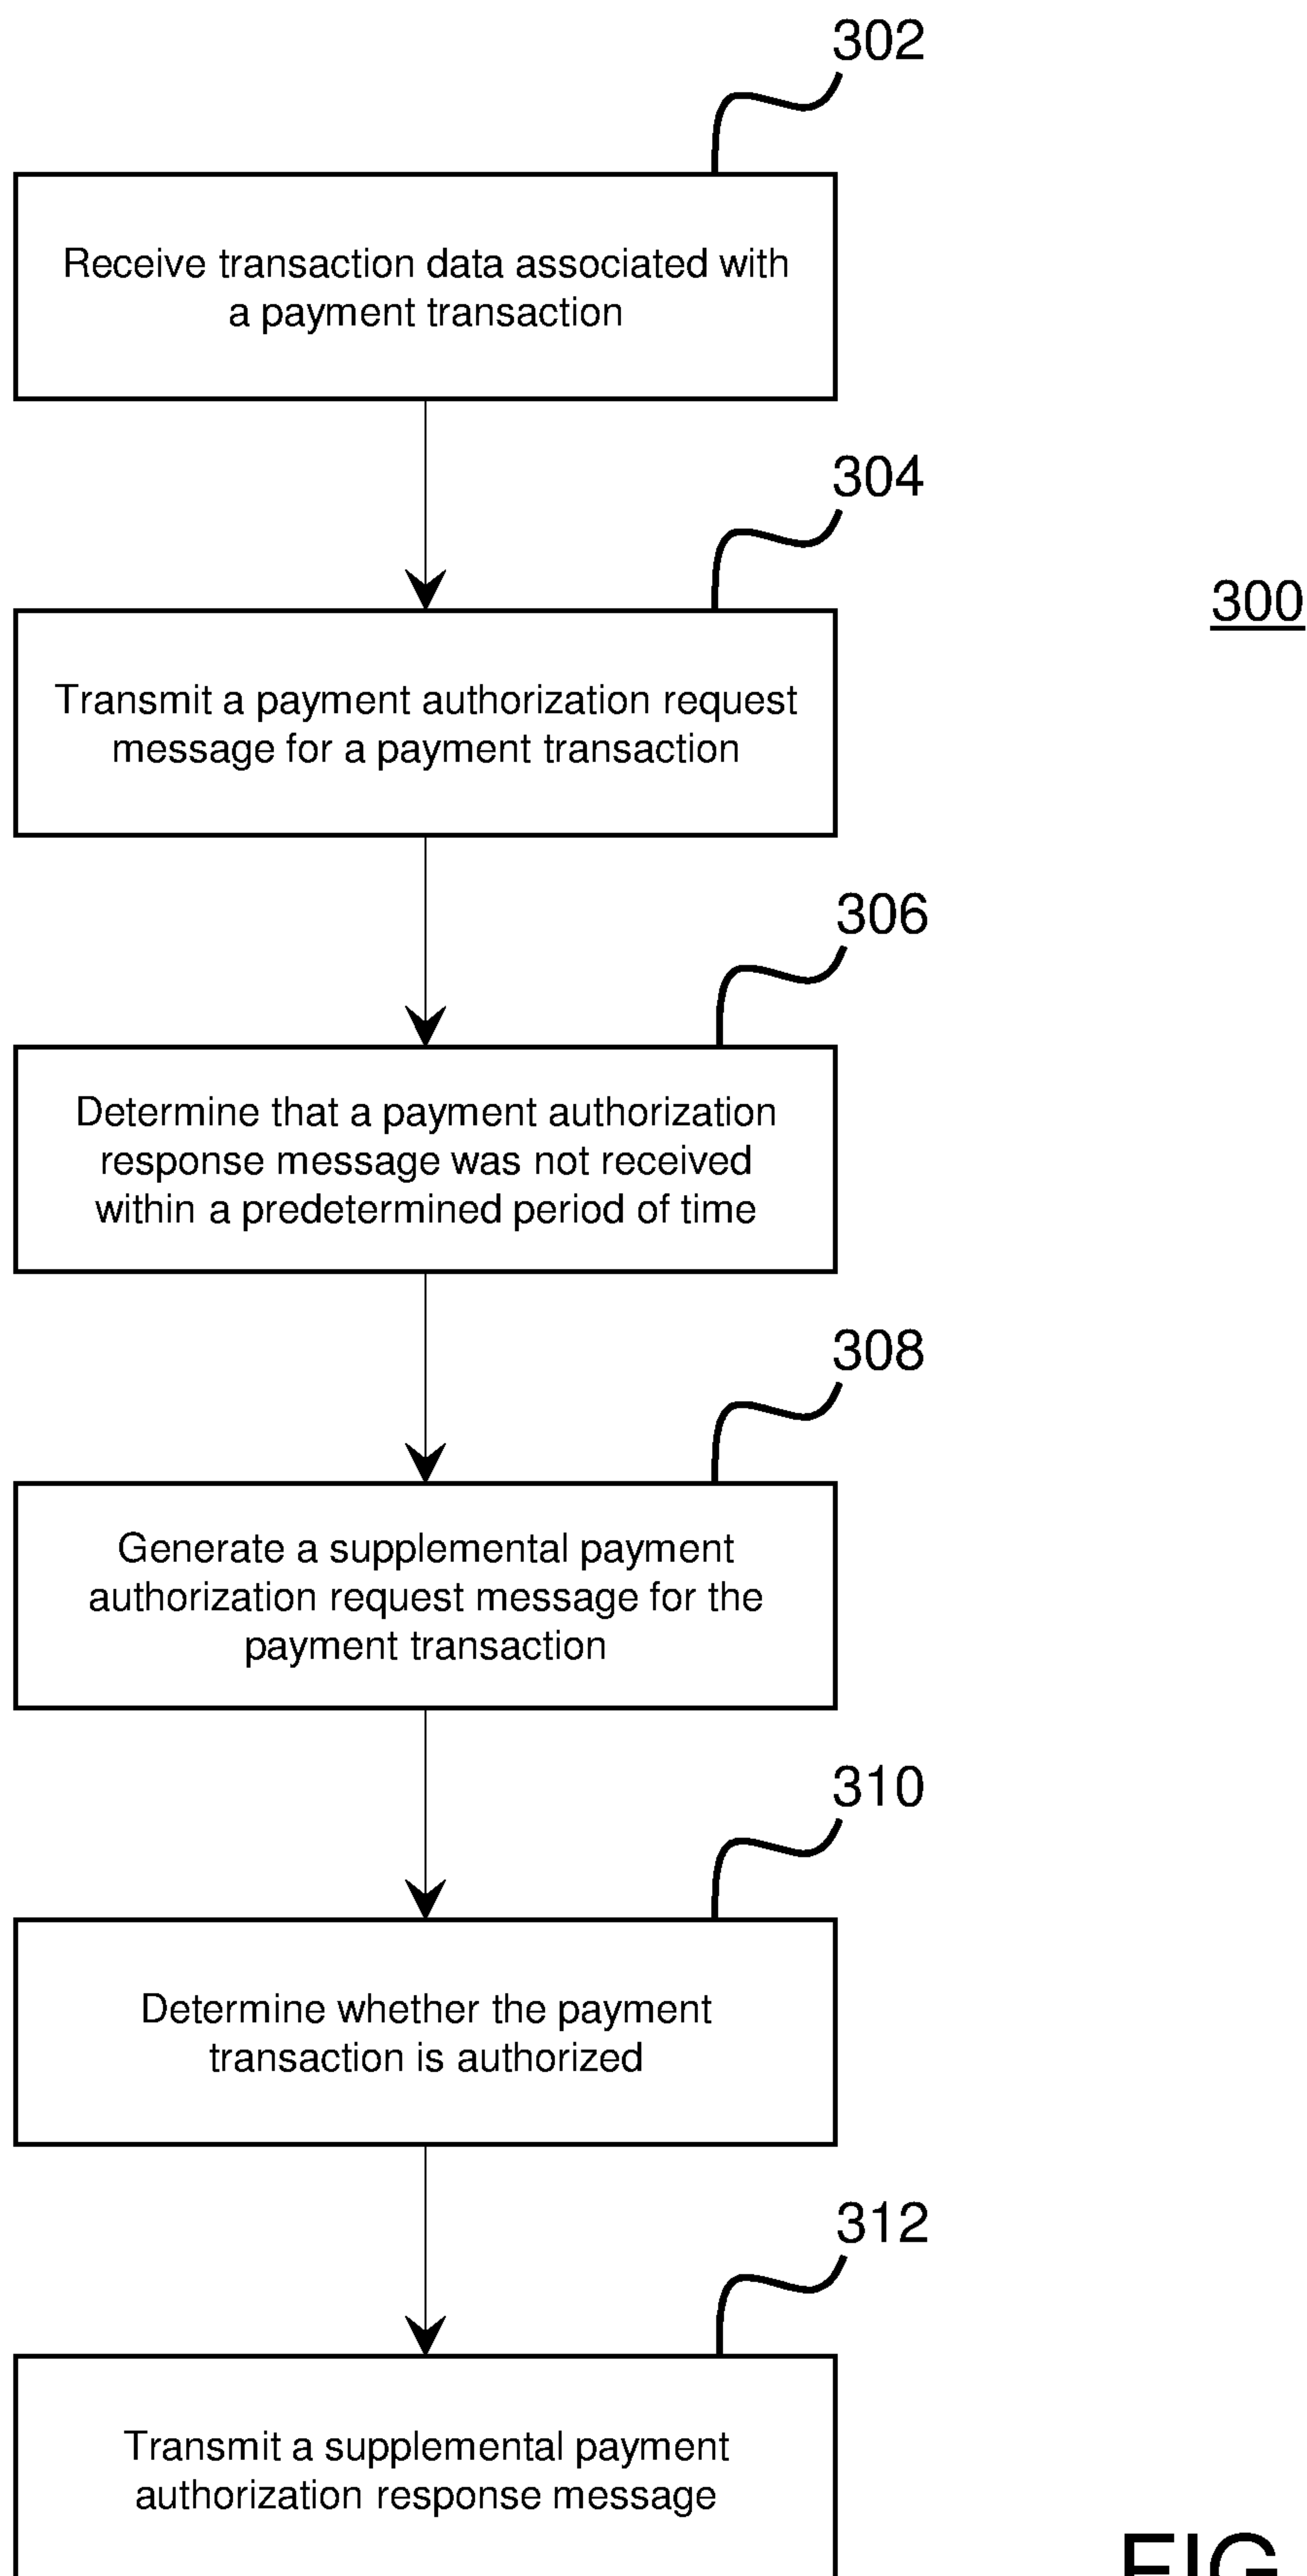 302
Receive transaction data associated with
a payment transaction
304
300
Transmit a payment authorization request
message for a payment transaction
306
Determine that a payment authorization
response message was not received
within a predetermined period of time
308
Generate a supplemental payment
authorization request message for the
payment transaction
310
Determine whether the payment
transaction is authorized
312
Transmit a supplemental payment
authorization response message
FIG